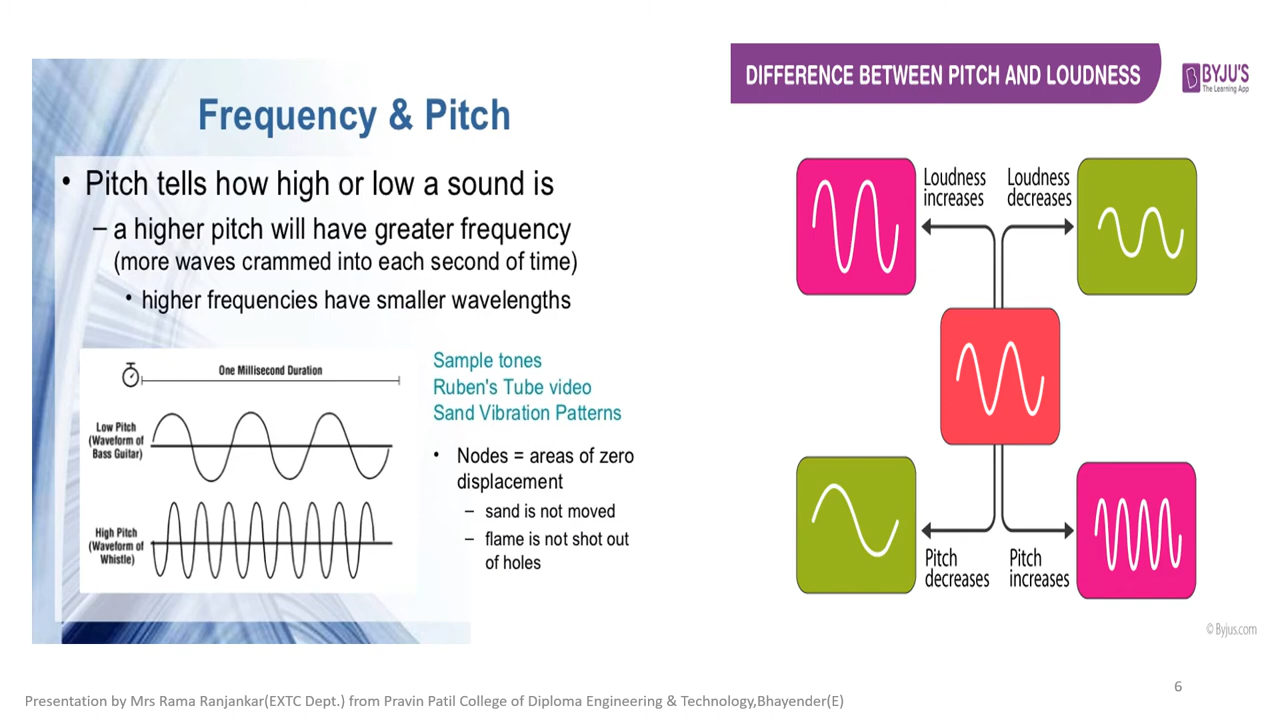 Frequency & Pitch
• Pitch tells how high or low a sound is
– a higher pitch will have greater frequency
(more waves crammed into each second of time)
• higher frequencies have smaller wavelengths
One Millisecond Duration
Low Pitch
(Waveform of
Bass Guitar)
High Pitch
(Waveform of
Whistle)
Sample tones
Ruben's Tube video
Sand Vibration Patterns
• Nodes = areas of zero
displacement
– sand is not moved
– flame is not shot out
of holes
DIFFERENCE BETWEEN PITCH AND LOUDNESS
BYJU'S
The Learning App
Loudness
increases
Loudness
decreases
Pitch
decreases
Pitch
increases
© Byjus.com
Presentation by Mrs Rama Ranjankar(EXTC Dept.) from Pravin Patil College of Diploma Engineering & Technology,Bhayender(E)
6